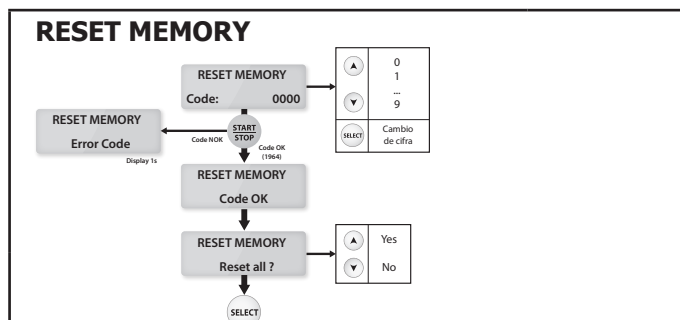 RESET MEMORY
RESET MEMORY
Code: 0000
0
1
...
9
SELECT
Cambio
de cifra
RESET MEMORY
Error Code
Display 1s
Code NOK
START
STOP
Code OK
(1964)
RESET MEMORY
Code OK
RESET MEMORY
Reset all ?
Yes
No
SELECT